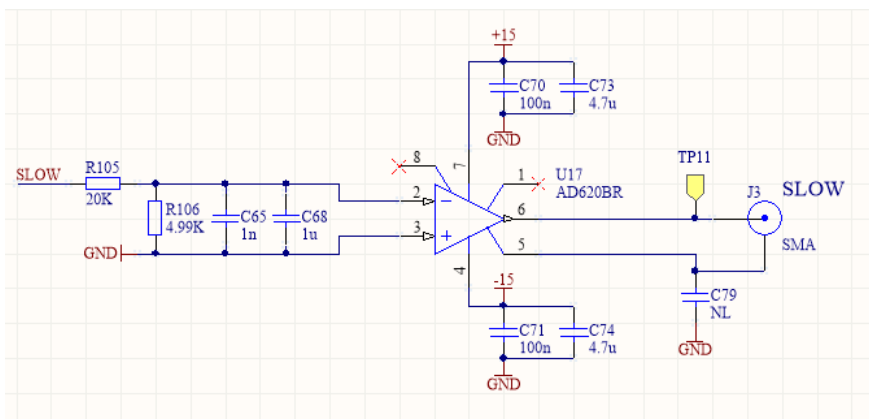 +15
C70
100n
C73
4.7u
GND
SLOW
R105
20K
R106
4.99K
C65
1n
C68
1u
GND
8
7
1
U17
AD620BR
2
3
6
5
4
TP11
J3
SLOW
SMA
-15
C71
100n
C74
4.7u
GND
C79
NL
GND